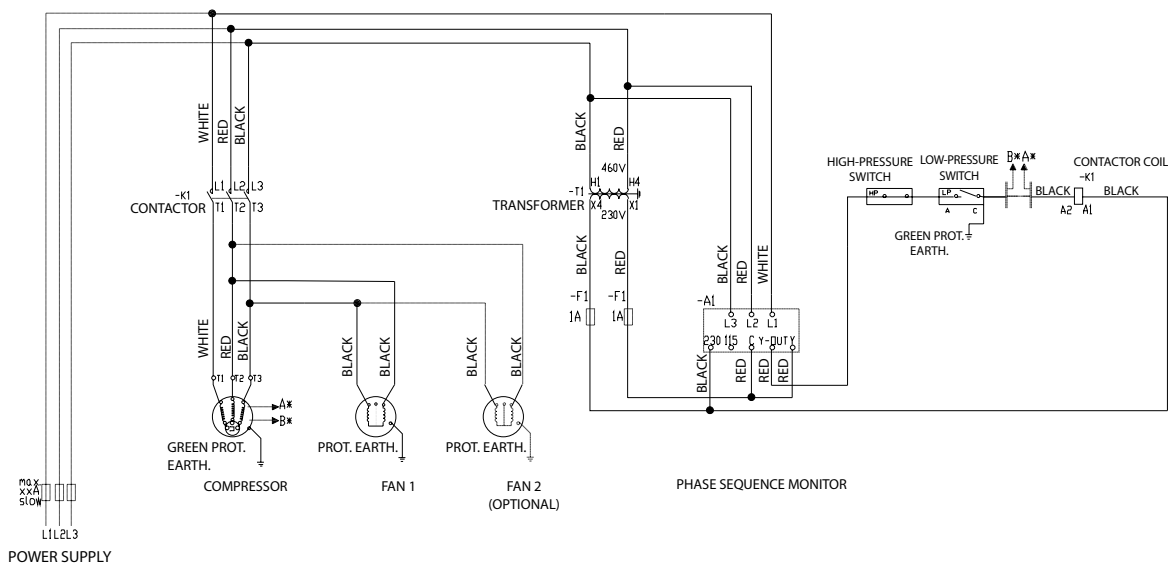 WHITE
RED
BLACK
BLACK
RED
460V
-K1
L1 L2 L3
CONTACTOR
T1 T2 T3
-T1
H1 H4
TRANSFORMER
X4 X1
230V
HIGH-PRESSURE
SWITCH
HP
LOW-PRESSURE
SWITCH
LP
A C
GREEN PROT.
EARTH.
B* A*
CONTACTOR COIL
-K1
BLACK BLACK
A2 A1
BLACK
RED
-F1 -F1
1A 1A
BLACK
RED
WHITE
-A1
L3 L2 L1
230 115 C Y-OUT Y
BLACK
RED
RED
RED
WHITE
RED
BLACK
BLACK
BLACK
BLACK
BLACK
T1 T2 T3
A*
B*
GREEN PROT.
EARTH.
PROT. EARTH.
PROT. EARTH.
COMPRESSOR
FAN 1
FAN 2
(OPTIONAL)
PHASE SEQUENCE MONITOR
max
xxA
slow
L1 L2 L3
POWER SUPPLY